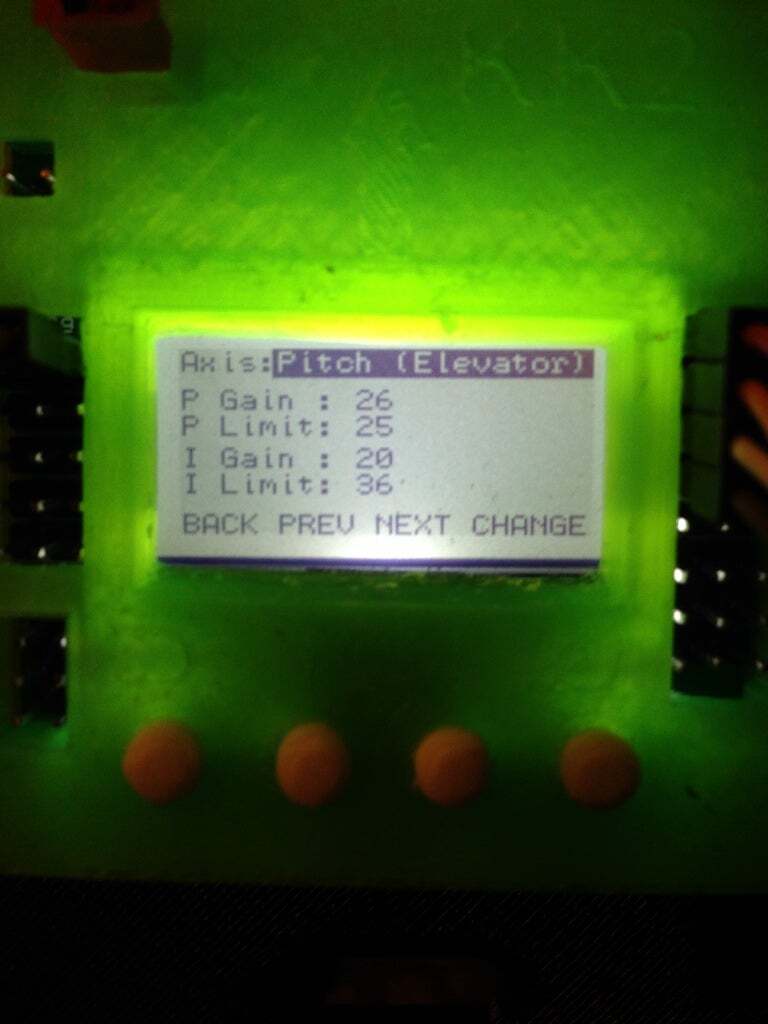 Axis:Pitch (Elevator)
P Gain : 26
P Limit: 25
I Gain : 20
I Limit: 36
BACK PREV NEXT CHANGE